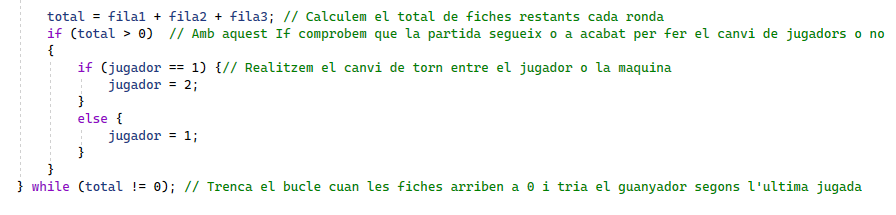 total = fila1 + fila2 + fila3; // Calculem el total de fiches restants cada ronda
if (total > 0)  // Amb aquest If comprobem que la partida segueix o a acabat per fer el canvi de jugadors o no
{
if (jugador == 1) {// Realitzem el canvi de torn entre el jugador o la maquina
jugador = 2;
}
else {
jugador = 1;
}
}
} while (total != 0); // Trenca el bucle cuan les fiches arriben a 0 i tria el guanyador segons l'ultima jugada